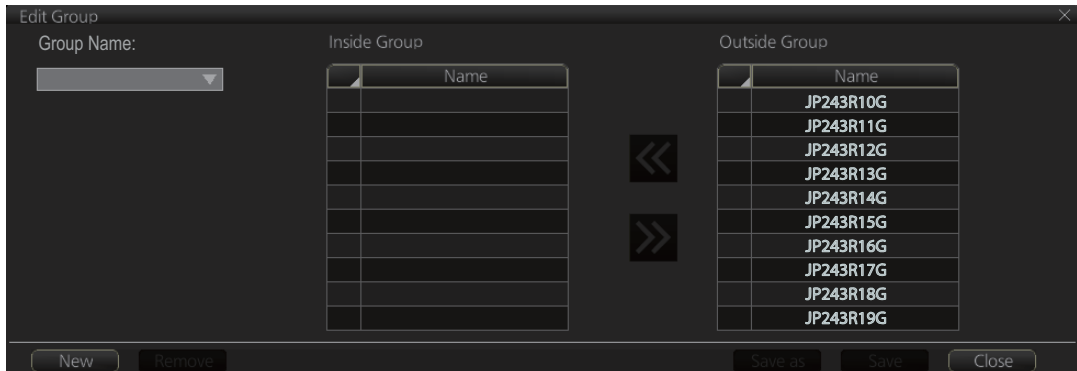 Edit Group
Group Name:
Inside Group
Outside Group
Name
Name
JP243R10G
JP243R11G
JP243R12G
JP243R13G
JP243R14G
JP243R15G
JP243R16G
JP243R17G
JP243R18G
JP243R19G
New
Remove
Save as
Save
Close